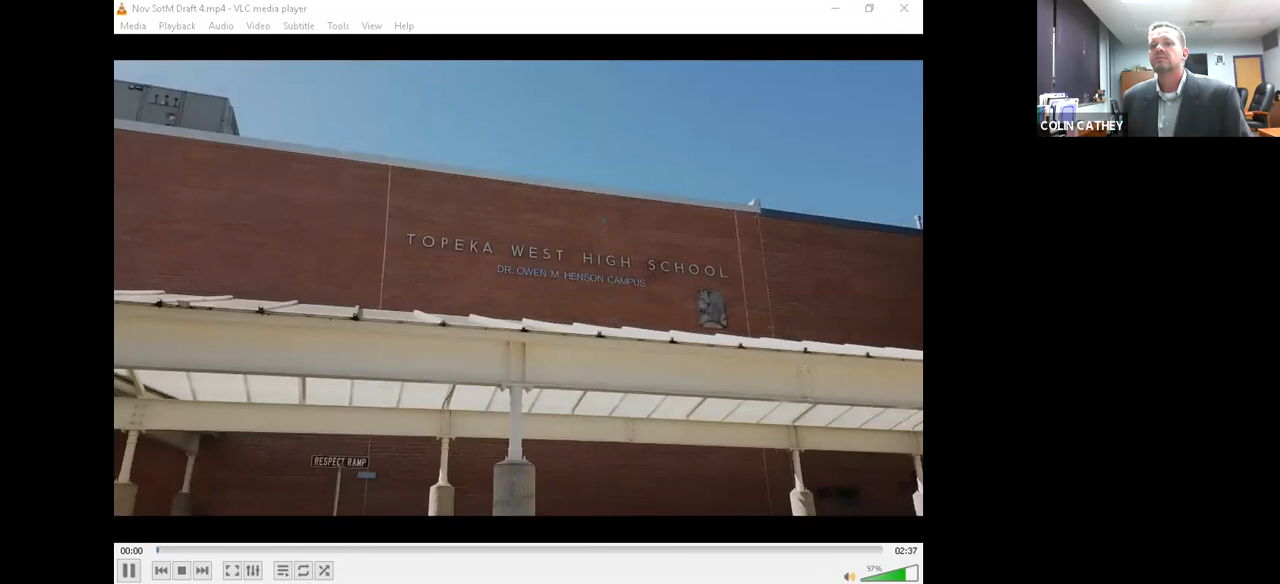 Nov SotM Draft 4.mp4 - VLC media player
Media Playback Audio Video Subtitle Tools View Help
COLIN CATHEY
TOPEKA WEST HIGH SCHOOL
DR. OWEN M. HENSON CAMPUS
RESPECT RAMP
00:00
02:37
97%